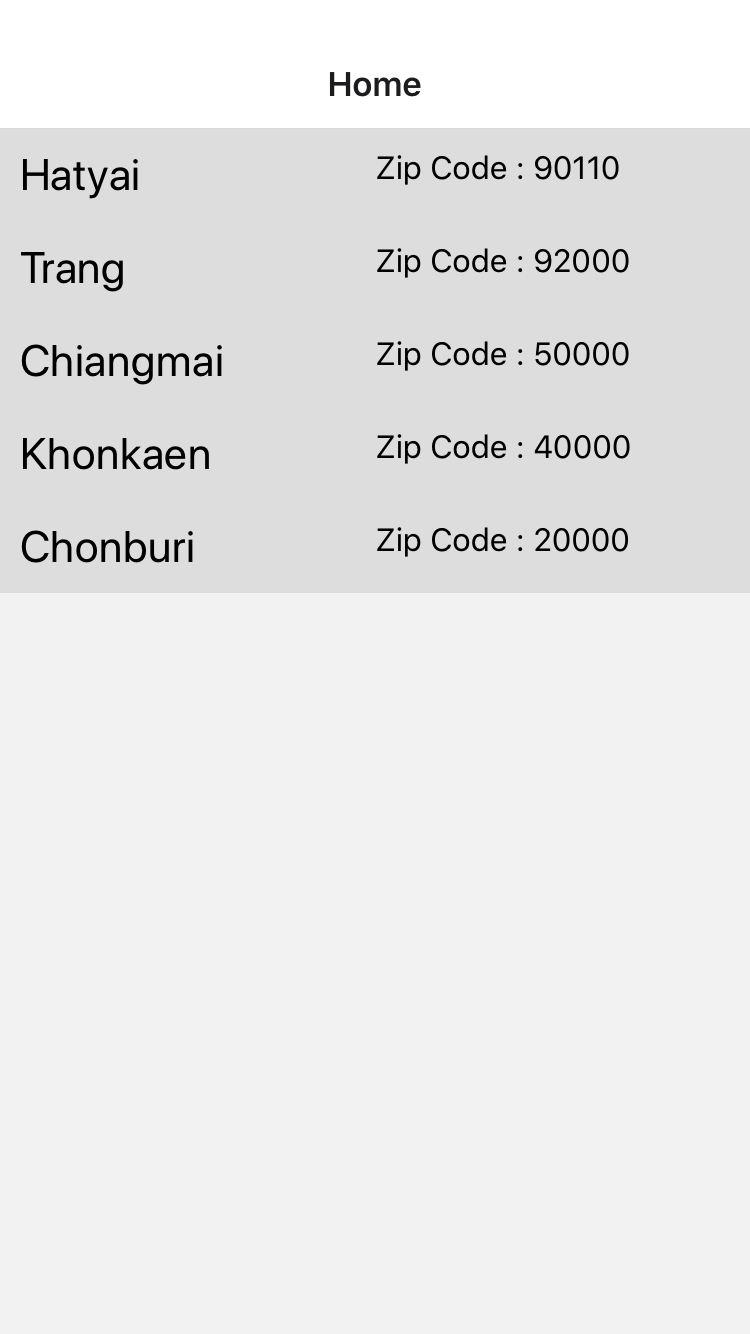 Home
Hatyai Zip Code : 90110
Trang Zip Code : 92000
Chiangmai Zip Code : 50000
Khonkaen Zip Code : 40000
Chonburi Zip Code : 20000